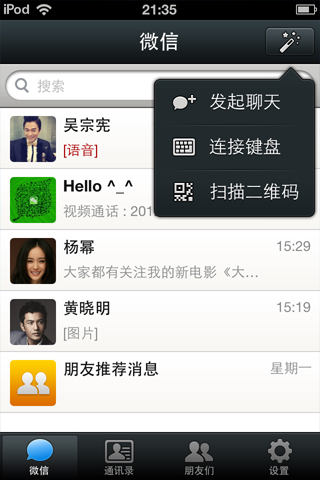 iPod 21:35
微信
搜索
发起聊天
连接键盘
扫描二维码
吴宗宪
[语音]
Hello ^_^
视频通话 : 2
杨幂 15:29
大家都有关注我的新电影《大…
黄晓明 15:19
[图片]
朋友推荐消息 星期一
微信 通讯录 朋友们 设置